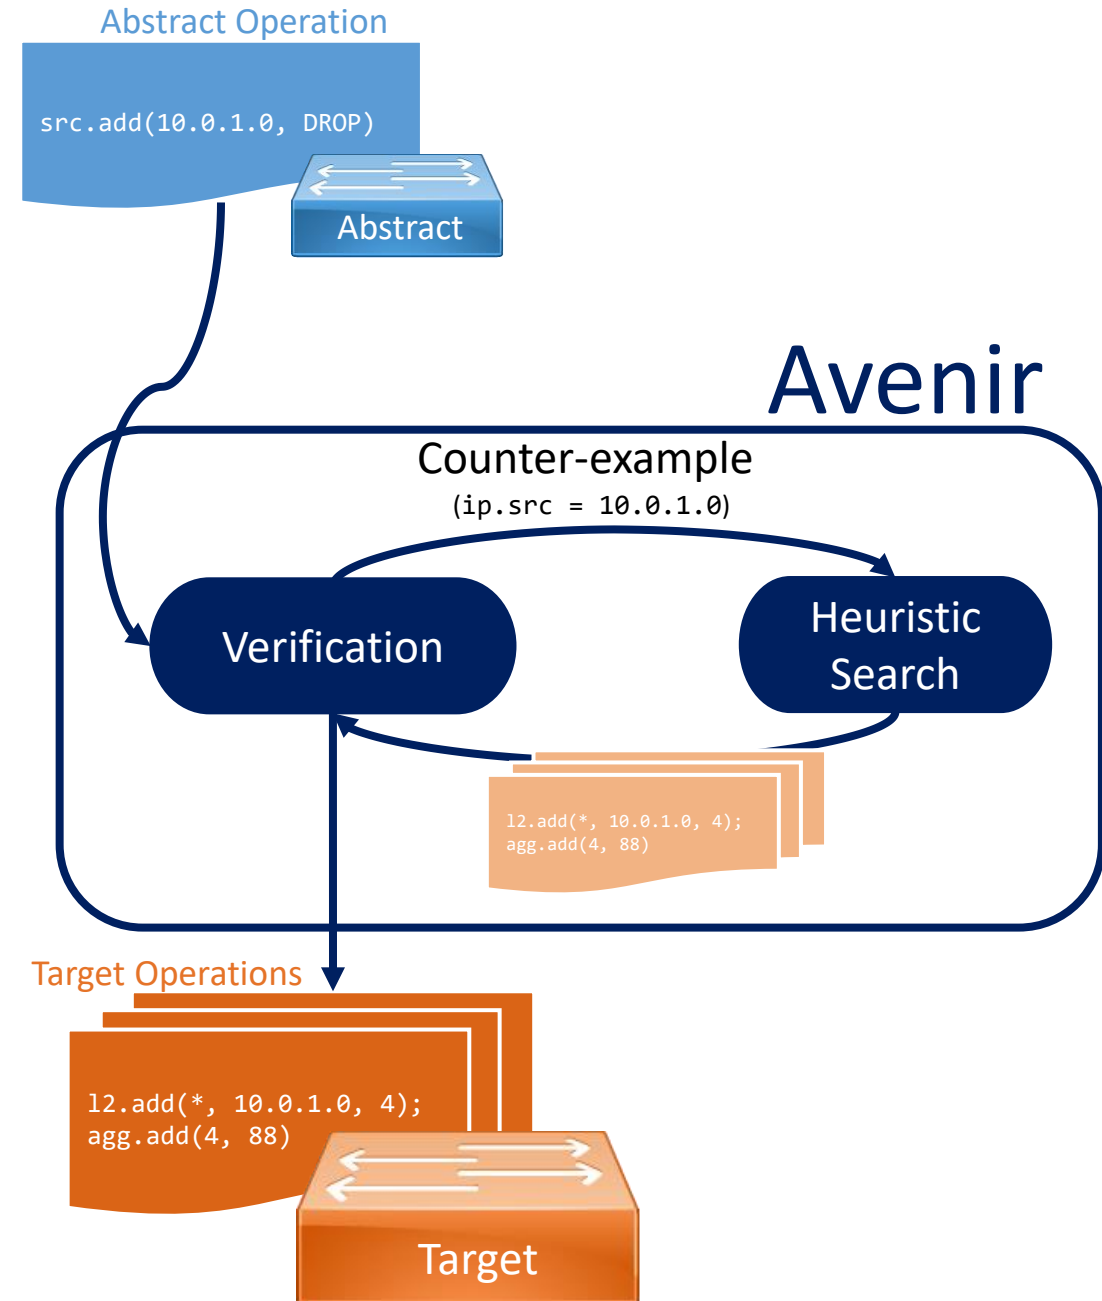 Abstract Operation
src.add(10.0.1.0, DROP)
Abstract
Avenir
Counter-example
(ip.src = 10.0.1.0)
Verification
Heuristic
Search
l2.add(*, 10.0.1.0, 4);
agg.add(4, 88)
Target Operations
l2.add(*, 10.0.1.0, 4);
agg.add(4, 88)
Target